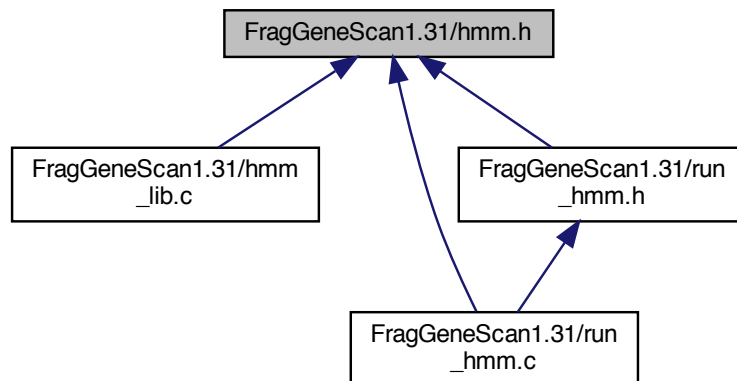 FragGeneScan1.31/hmm.h
FragGeneScan1.31/hmm
_lib.c
FragGeneScan1.31/run
_hmm.h
FragGeneScan1.31/run
_hmm.c